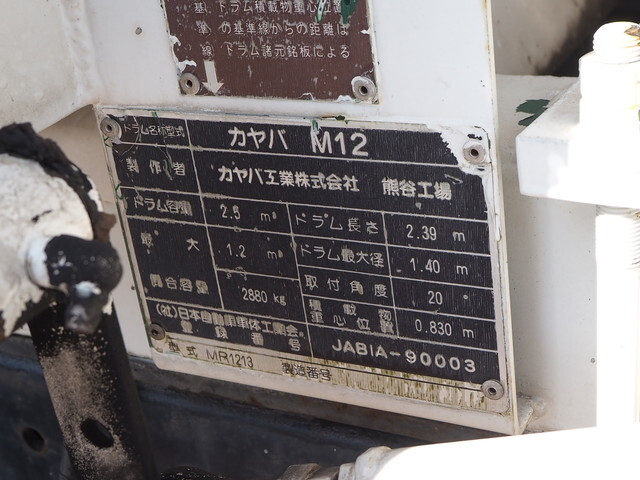 基 ドラム積載物重心位置
準 の基準線からの距離は
線 ドラム諸元銘板による
ドラム名称型式 カヤバ M12
製作者 カヤバ工業株式会社 熊谷工場
ドラム容量 2.5 m³ ドラム長さ 2.39 m
最大 1.2 m³ ドラム最大径 1.40 m
混合容量 2880 kg 取付角度 20°
積載物重心位置 0.830 m
(社)日本自動車車体工業会
登録番号 JABIA-90003
型式 MR1213 製造番号